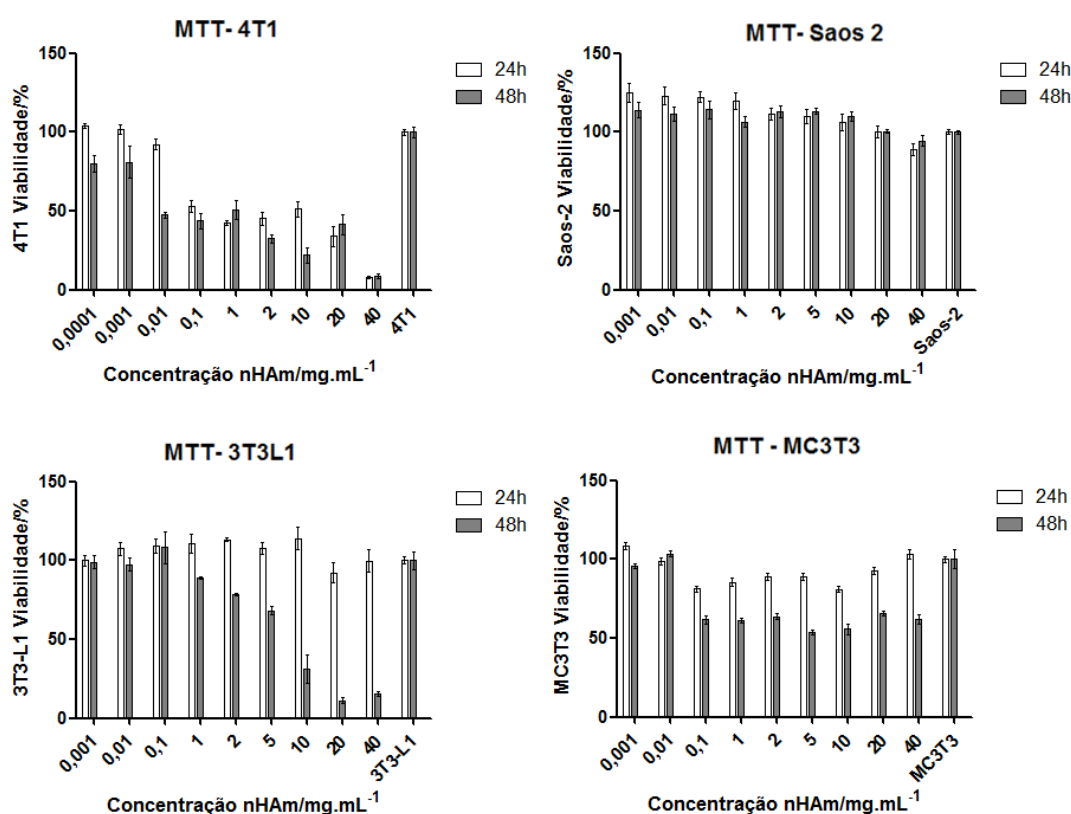 MTT- 4T1
4T1 Viabilidade/%
150
100
50
0
24h
48h
0,0001 0,001 0,01 0,1 1 2 10 20 40 4T1
Concentração nHAm/mg.mL⁻¹
MTT- Saos 2
Saos-2 Viabilidade/%
150
100
50
0
24h
48h
0,001 0,01 0,1 1 2 5 10 20 40 Saos-2
Concentração nHAm/mg.mL⁻¹
MTT- 3T3L1
3T3-L1 Viabilidade/%
150
100
50
0
24h
48h
0,001 0,01 0,1 1 2 5 10 20 40 3T3-L1
Concentração nHAm/mg.mL⁻¹
MTT - MC3T3
MC3T3 Viabilidade/%
150
100
50
0
24h
48h
0,001 0,01 0,1 1 2 5 10 20 40 MC3T3
Concentração nHAm/mg.mL⁻¹